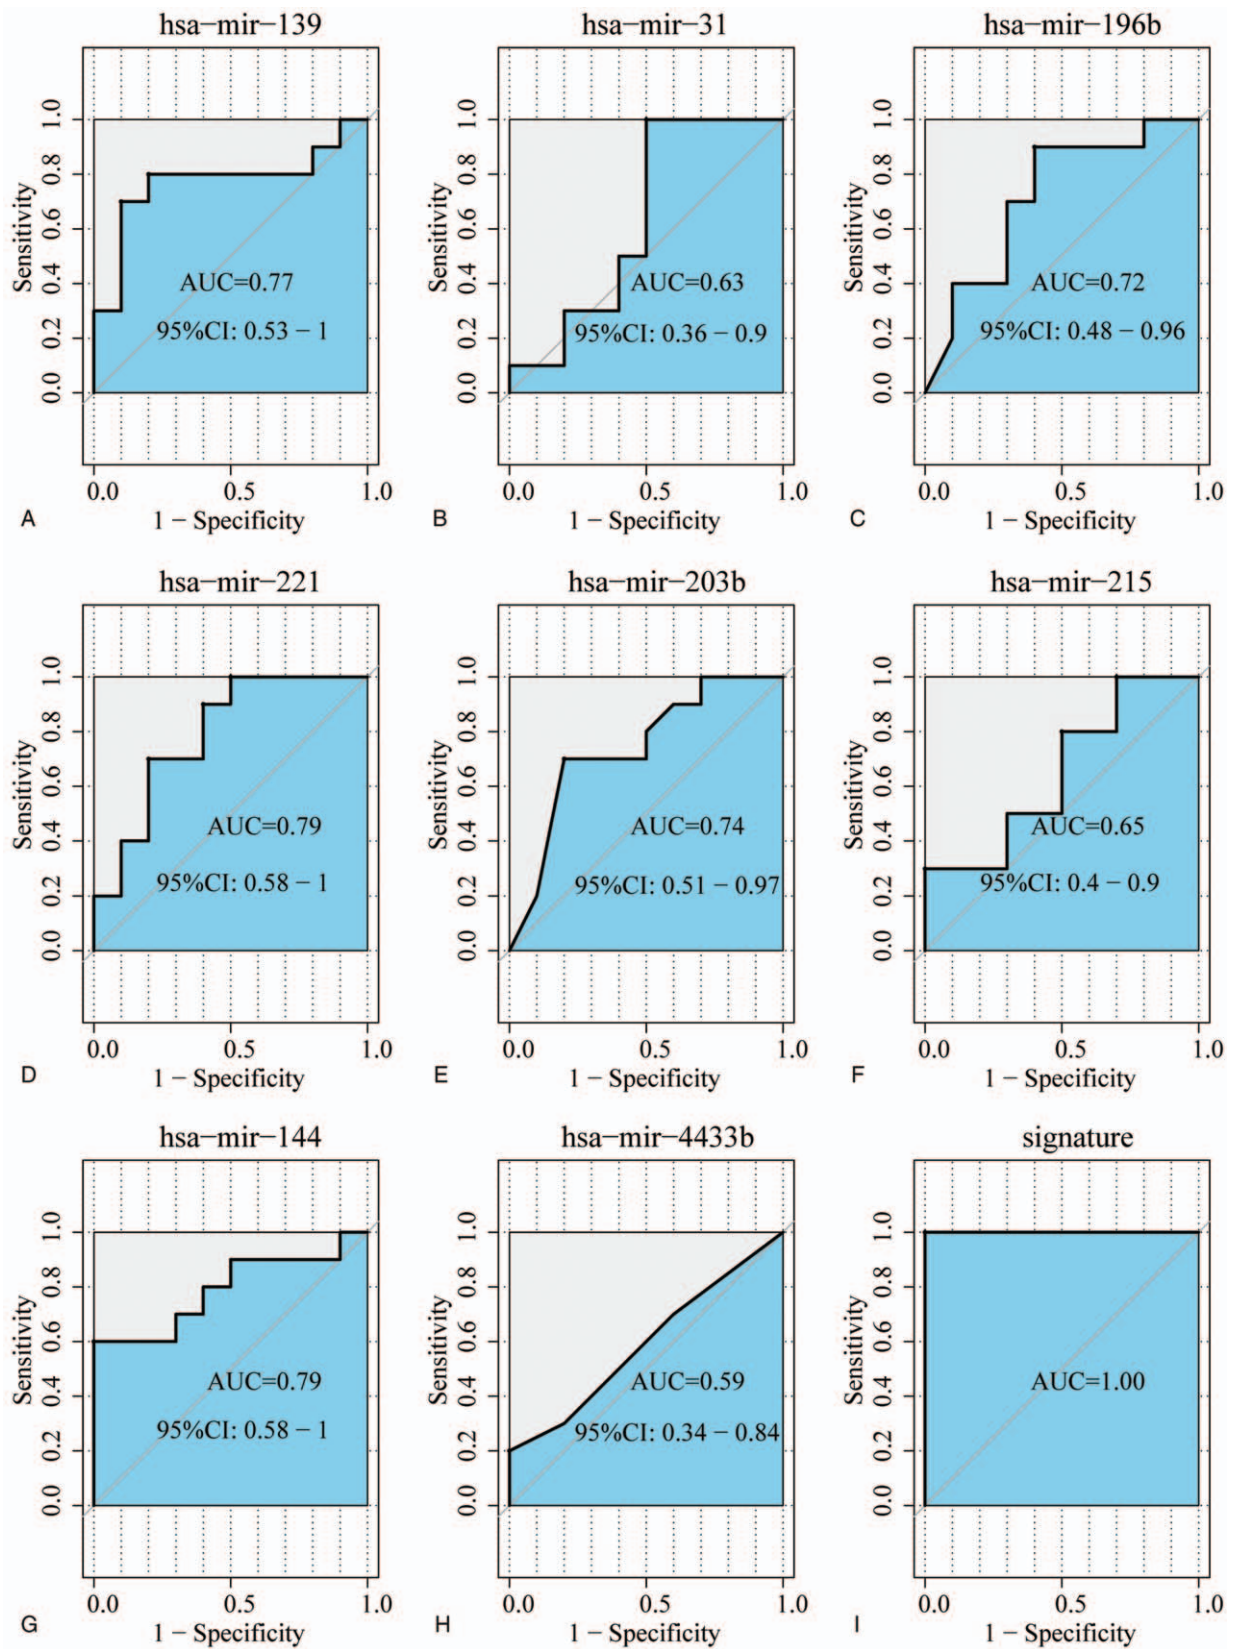 hsa−mir−139
Sensitivity
0.0 0.2 0.4 0.6 0.8 1.0
AUC=0.77
95%CI: 0.53 − 1
0.0 0.5 1.0
1 − Specificity
A
hsa−mir−31
Sensitivity
0.0 0.2 0.4 0.6 0.8 1.0
AUC=0.63
95%CI: 0.36 − 0.9
0.0 0.5 1.0
1 − Specificity
B
hsa−mir−196b
Sensitivity
0.0 0.2 0.4 0.6 0.8 1.0
AUC=0.72
95%CI: 0.48 − 0.96
0.0 0.5 1.0
1 − Specificity
C
hsa−mir−221
Sensitivity
0.0 0.2 0.4 0.6 0.8 1.0
AUC=0.79
95%CI: 0.58 − 1
0.0 0.5 1.0
1 − Specificity
D
hsa−mir−203b
Sensitivity
0.0 0.2 0.4 0.6 0.8 1.0
AUC=0.74
95%CI: 0.51 − 0.97
0.0 0.5 1.0
1 − Specificity
E
hsa−mir−215
Sensitivity
0.0 0.2 0.4 0.6 0.8 1.0
AUC=0.65
95%CI: 0.4 − 0.9
0.0 0.5 1.0
1 − Specificity
F
hsa−mir−144
Sensitivity
0.0 0.2 0.4 0.6 0.8 1.0
AUC=0.79
95%CI: 0.58 − 1
0.0 0.5 1.0
1 − Specificity
G
hsa−mir−4433b
Sensitivity
0.0 0.2 0.4 0.6 0.8 1.0
AUC=0.59
95%CI: 0.34 − 0.84
0.0 0.5 1.0
1 − Specificity
H
signature
Sensitivity
0.0 0.2 0.4 0.6 0.8 1.0
AUC=1.00
0.0 0.5 1.0
1 − Specificity
I